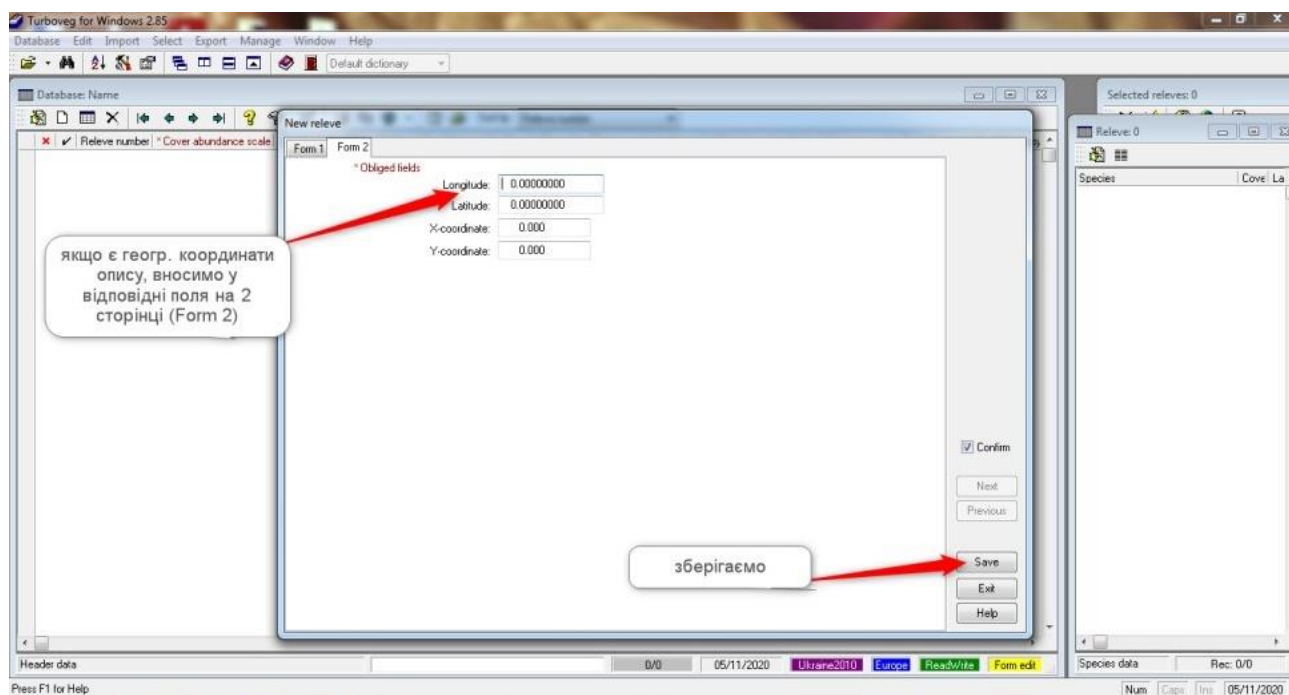 Turboveg for Windows 2.85
Database Edit Import Select Export Manage Window Help
Default dictionary
Database: Name
Selected releves: 0
Releve number * Cover abundance scale
New releve
Form 1 Form 2
* Obliged fields
Longitude: 0.00000000
Latitude: 0.00000000
X-coordinate: 0.000
Y-coordinate: 0.000
якщо є геогр. координати
опису, вносимо у
відповідні поля на 2
сторінці (Form 2)
Confirm
Next
Previous
зберігаємо
Save
Exit
Help
Releve: 0
Species Cove La
Header data 0/0 05/11/2020 Ukraine2010 Europe ReadWrite Form edit
Species data Rec: 0/0
Press F1 for Help Num Caps Ins 05/11/2020